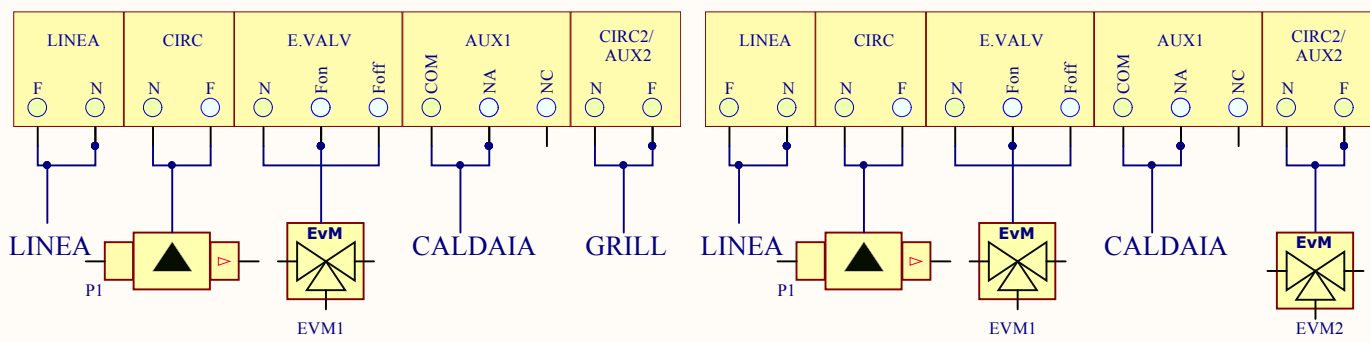 LINEA
CIRC
E.VALV
AUX1
CIRC2/
AUX2
F
N
N
F
N
Fon
Foff
COM
NA
NC
N
F
LINEA
CALDAIA
GRILL
EvM
P1
EVM1
LINEA
CIRC
E.VALV
AUX1
CIRC2/
AUX2
F
N
N
F
N
Fon
Foff
COM
NA
NC
N
F
LINEA
CALDAIA
EvM
EvM
P1
EVM1
EVM2